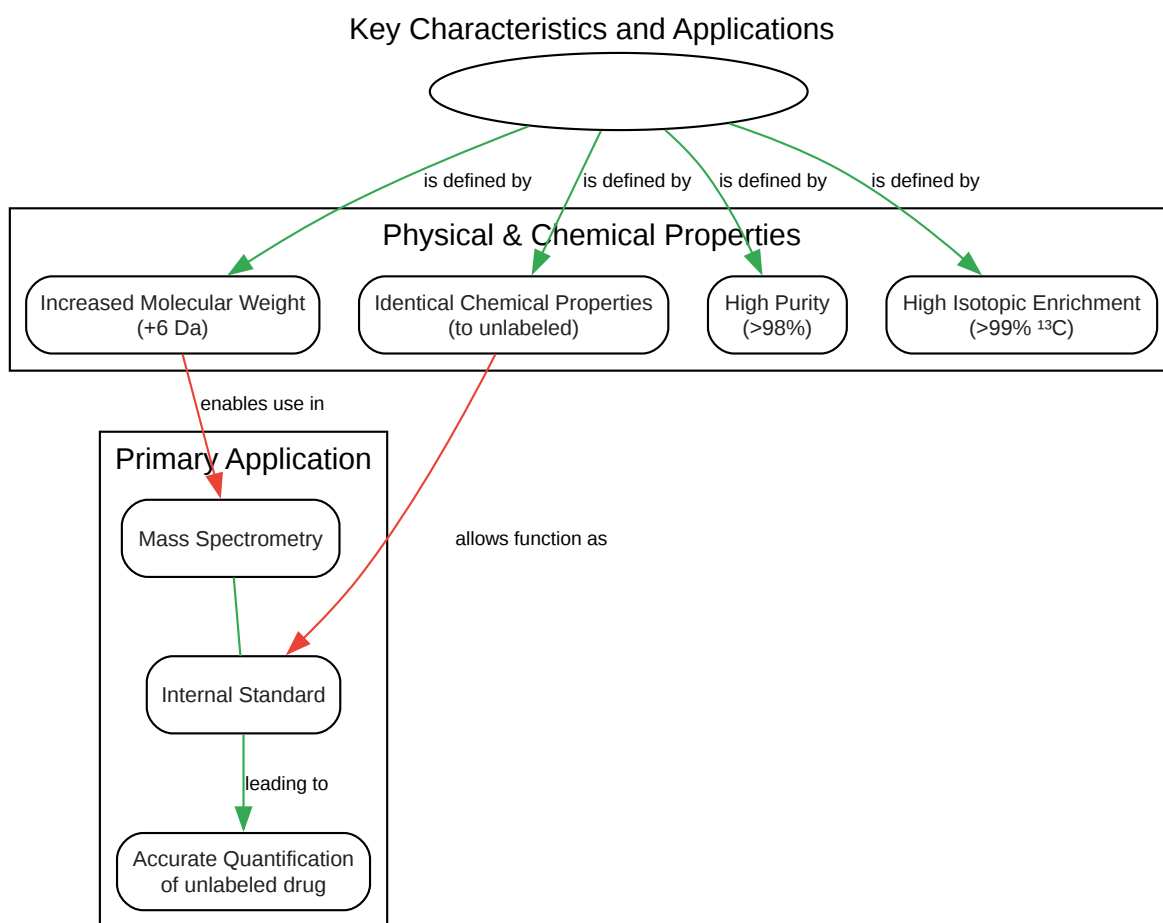 Key Characteristics and Applications
is defined by
is defined by
is defined by
is defined by
Physical & Chemical Properties
Increased Molecular Weight
(+6 Da)
Identical Chemical Properties
(to unlabeled)
High Purity
(>98%)
High Isotopic Enrichment
(>99% ¹³C)
enables use in
Primary Application
Mass Spectrometry
allows function as
Internal Standard
leading to
Accurate Quantification
of unlabeled drug